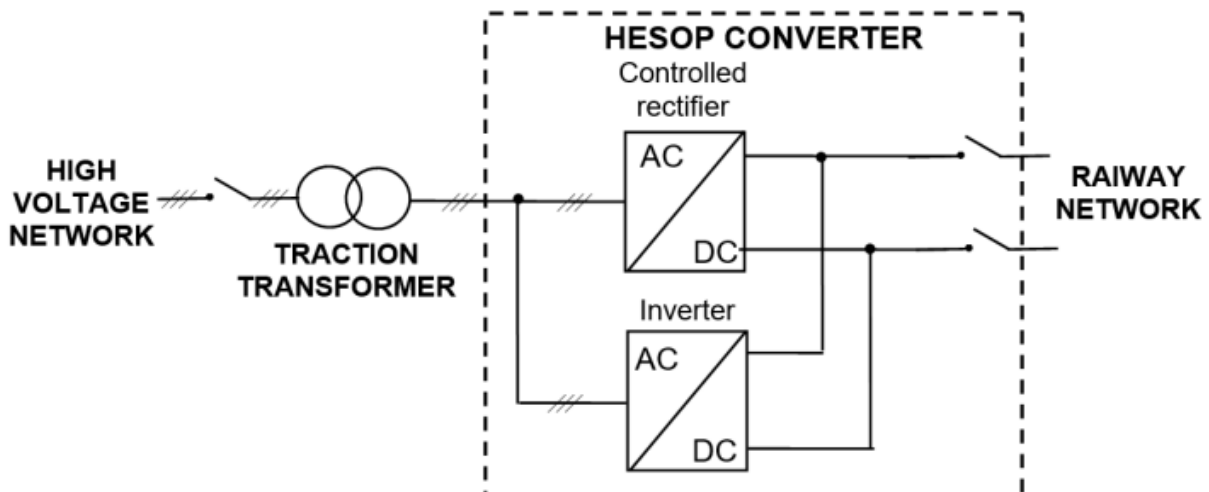 HESOP CONVERTER
Controlled
rectifier
AC
DC
HIGH
VOLTAGE
NETWORK
TRACTION
TRANSFORMER
RAIWAY
NETWORK
Inverter
AC
DC